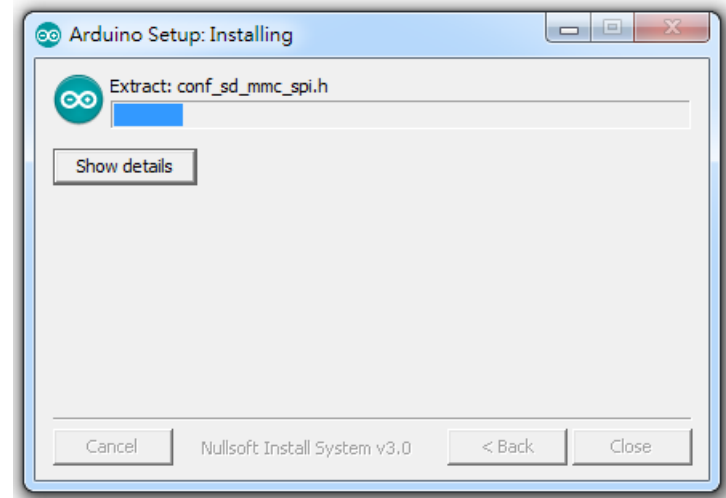 Arduino Setup: Installing
Extract: conf_sd_mmc_spi.h
Show details
Cancel Nullsoft Install System v3.0 < Back Close